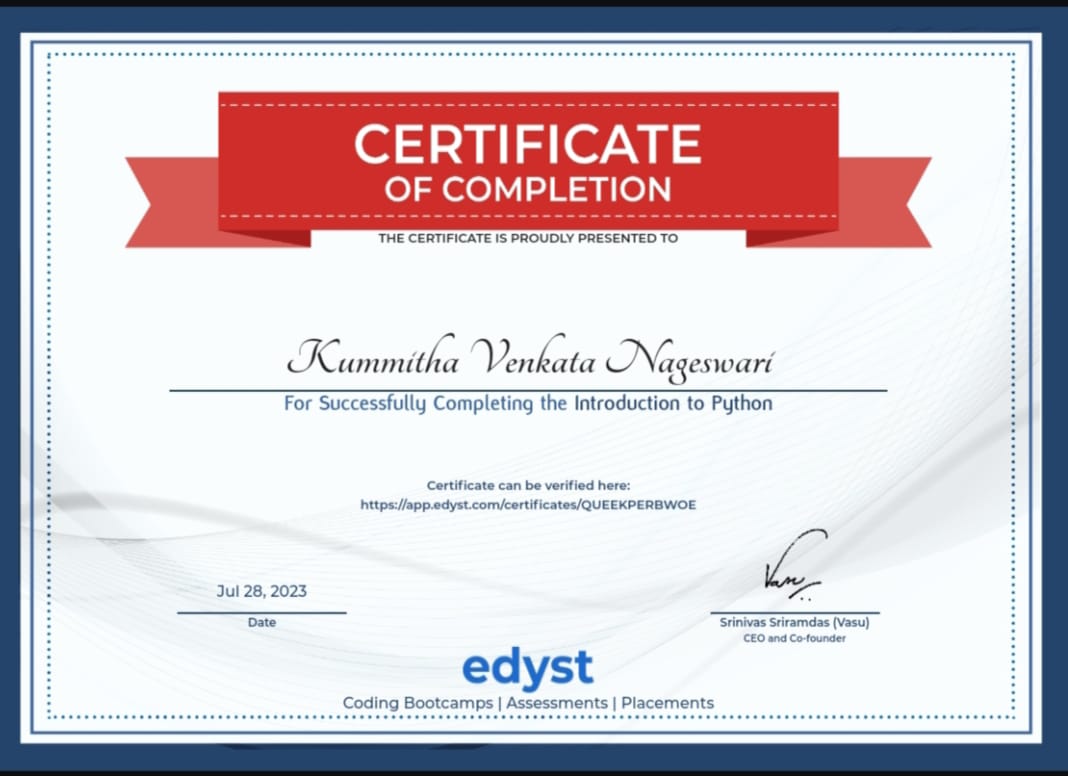 CERTIFICATE
OF COMPLETION
THE CERTIFICATE IS PROUDLY PRESENTED TO
Kummitha Venkata Nageswari
For Successfully Completing the Introduction to Python
Certificate can be verified here:
https://app.edyst.com/certificates/QUEEKPERBWOE
Jul 28, 2023
Date
Vasu
Srinivas Sriramdas (Vasu)
CEO and Co-founder
edyst
Coding Bootcamps | Assessments | Placements